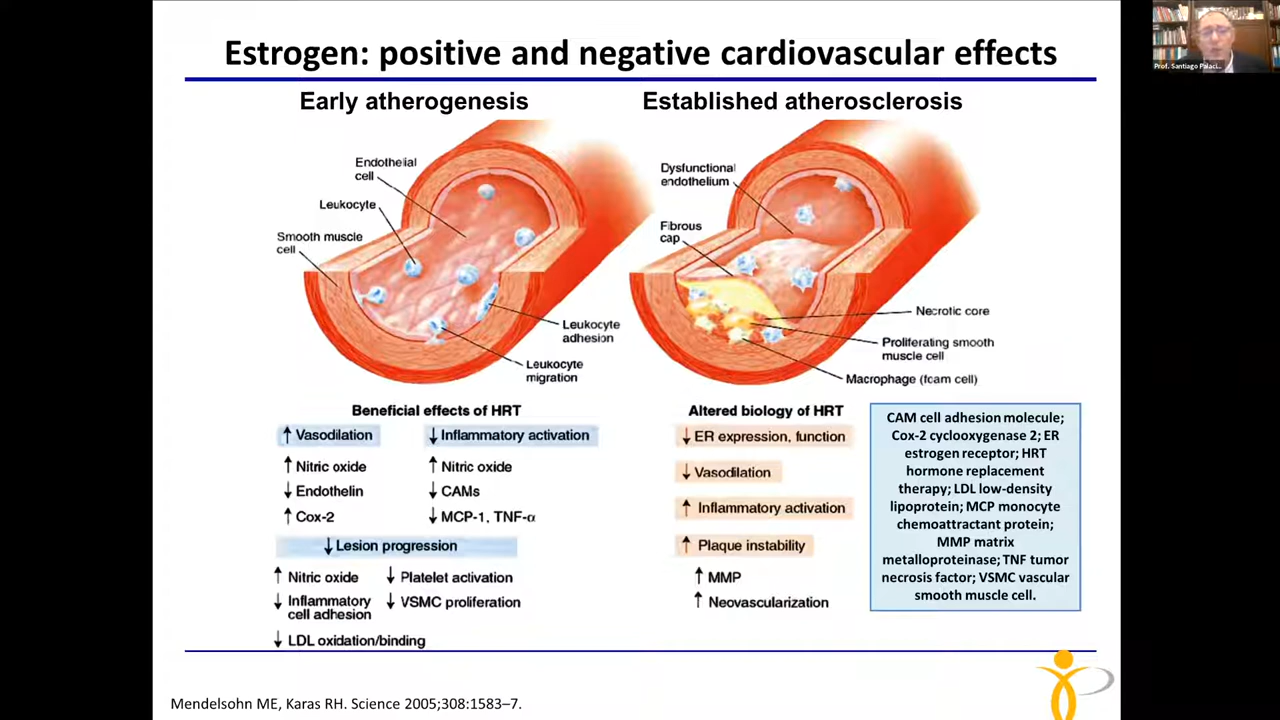 Estrogen: positive and negative cardiovascular effects
Prof. Santiago Palaci...
Early atherogenesis
Endothelial
cell
Leukocyte
Smooth muscle
cell
Leukocyte
adhesion
Leukocyte
migration
Beneficial effects of HRT
↑ Vasodilation
↑ Nitric oxide
↓ Endothelin
↑ Cox-2
↓ Inflammatory activation
↑ Nitric oxide
↓ CAMs
↓ MCP-1, TNF-α
↓ Lesion progression
↑ Nitric oxide
↓ Inflammatory
cell adhesion
↓ LDL oxidation/binding
↓ Platelet activation
↓ VSMC proliferation
Established atherosclerosis
Dysfunctional
endothelium
Fibrous
cap
Necrotic core
Proliferating smooth
muscle cell
Macrophage (foam cell)
Altered biology of HRT
↓ ER expression, function
↓ Vasodilation
↑ Inflammatory activation
↑ Plaque instability
↑ MMP
↑ Neovascularization
CAM cell adhesion molecule;
Cox-2 cyclooxygenase 2; ER
estrogen receptor; HRT
hormone replacement
therapy; LDL low-density
lipoprotein; MCP monocyte
chemoattractant protein;
MMP matrix
metalloproteinase; TNF tumor
necrosis factor; VSMC vascular
smooth muscle cell.
Mendelsohn ME, Karas RH. Science 2005;308:1583–7.